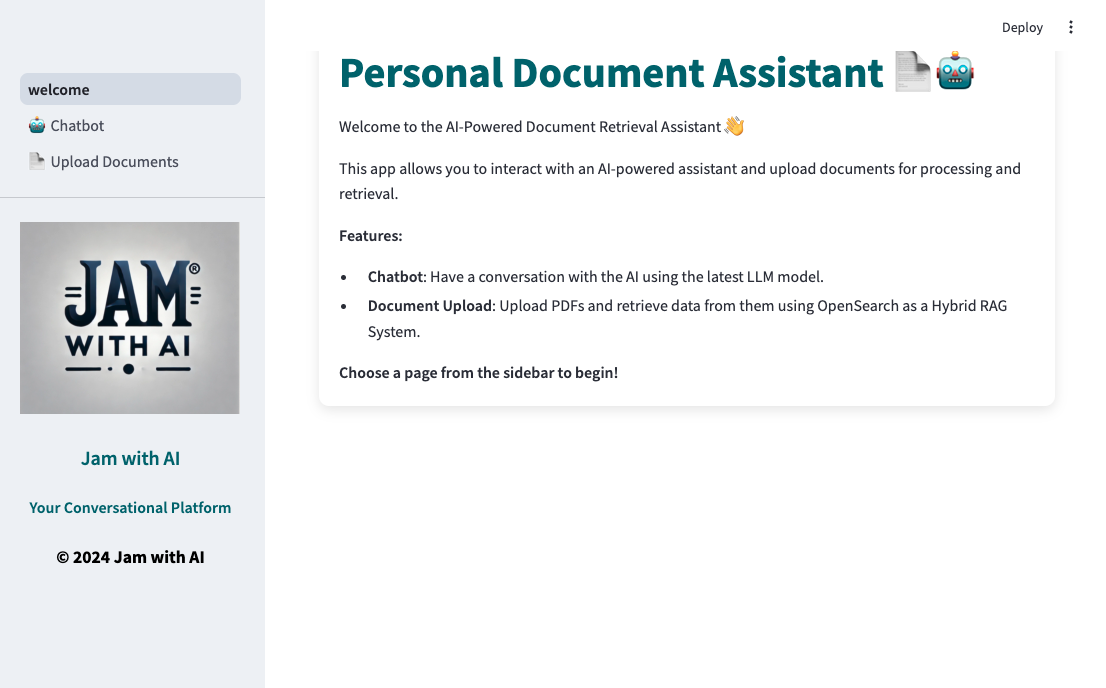 Deploy
welcome
🤖 Chatbot
📄 Upload Documents
JAM®
WITH AI
Jam with AI
Your Conversational Platform
© 2024 Jam with AI
Personal Document Assistant 📄🤖
Welcome to the AI-Powered Document Retrieval Assistant 👋
This app allows you to interact with an AI-powered assistant and upload documents for processing and
retrieval.
Features:
• Chatbot: Have a conversation with the AI using the latest LLM model.
• Document Upload: Upload PDFs and retrieve data from them using OpenSearch as a Hybrid RAG
System.
Choose a page from the sidebar to begin!